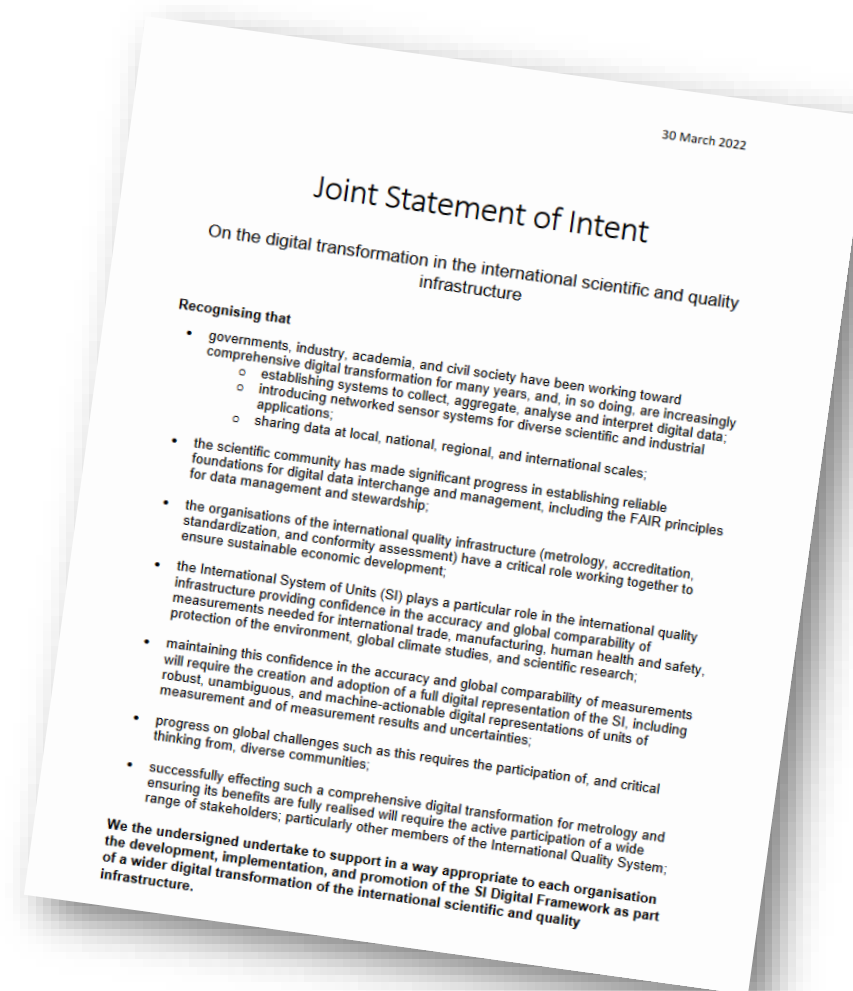 30 March 2022
Joint Statement of Intent
On the digital transformation in the international scientific and quality
infrastructure
Recognising that
• governments, industry, academia, and civil society have been working toward
comprehensive digital transformation for many years, and, in so doing, are increasingly
o establishing systems to collect, aggregate, analyse and interpret digital data;
o introducing networked sensor systems for diverse scientific and industrial
applications;
o sharing data at local, national, regional, and international scales;
• the scientific community has made significant progress in establishing reliable
foundations for digital data interchange and management, including the FAIR principles
for data management and stewardship;
• the organisations of the international quality infrastructure (metrology, accreditation,
standardization, and conformity assessment) have a critical role working together to
ensure sustainable economic development;
• the International System of Units (SI) plays a particular role in the international quality
infrastructure providing confidence in the accuracy and global comparability of
measurements needed for international trade, manufacturing, human health and safety,
protection of the environment, global climate studies, and scientific research;
• maintaining this confidence in the accuracy and global comparability of measurements
will require the creation and adoption of a full digital representation of the SI, including
robust, unambiguous, and machine-actionable digital representations of units of
measurement and of measurement results and uncertainties;
• progress on global challenges such as this requires the participation of, and critical
thinking from, diverse communities;
• successfully effecting such a comprehensive digital transformation for metrology and
ensuring its benefits are fully realised will require the active participation of a wide
range of stakeholders; particularly other members of the International Quality System;
We the undersigned undertake to support in a way appropriate to each organisation
the development, implementation, and promotion of the SI Digital Framework as part
of a wider digital transformation of the international scientific and quality
infrastructure.